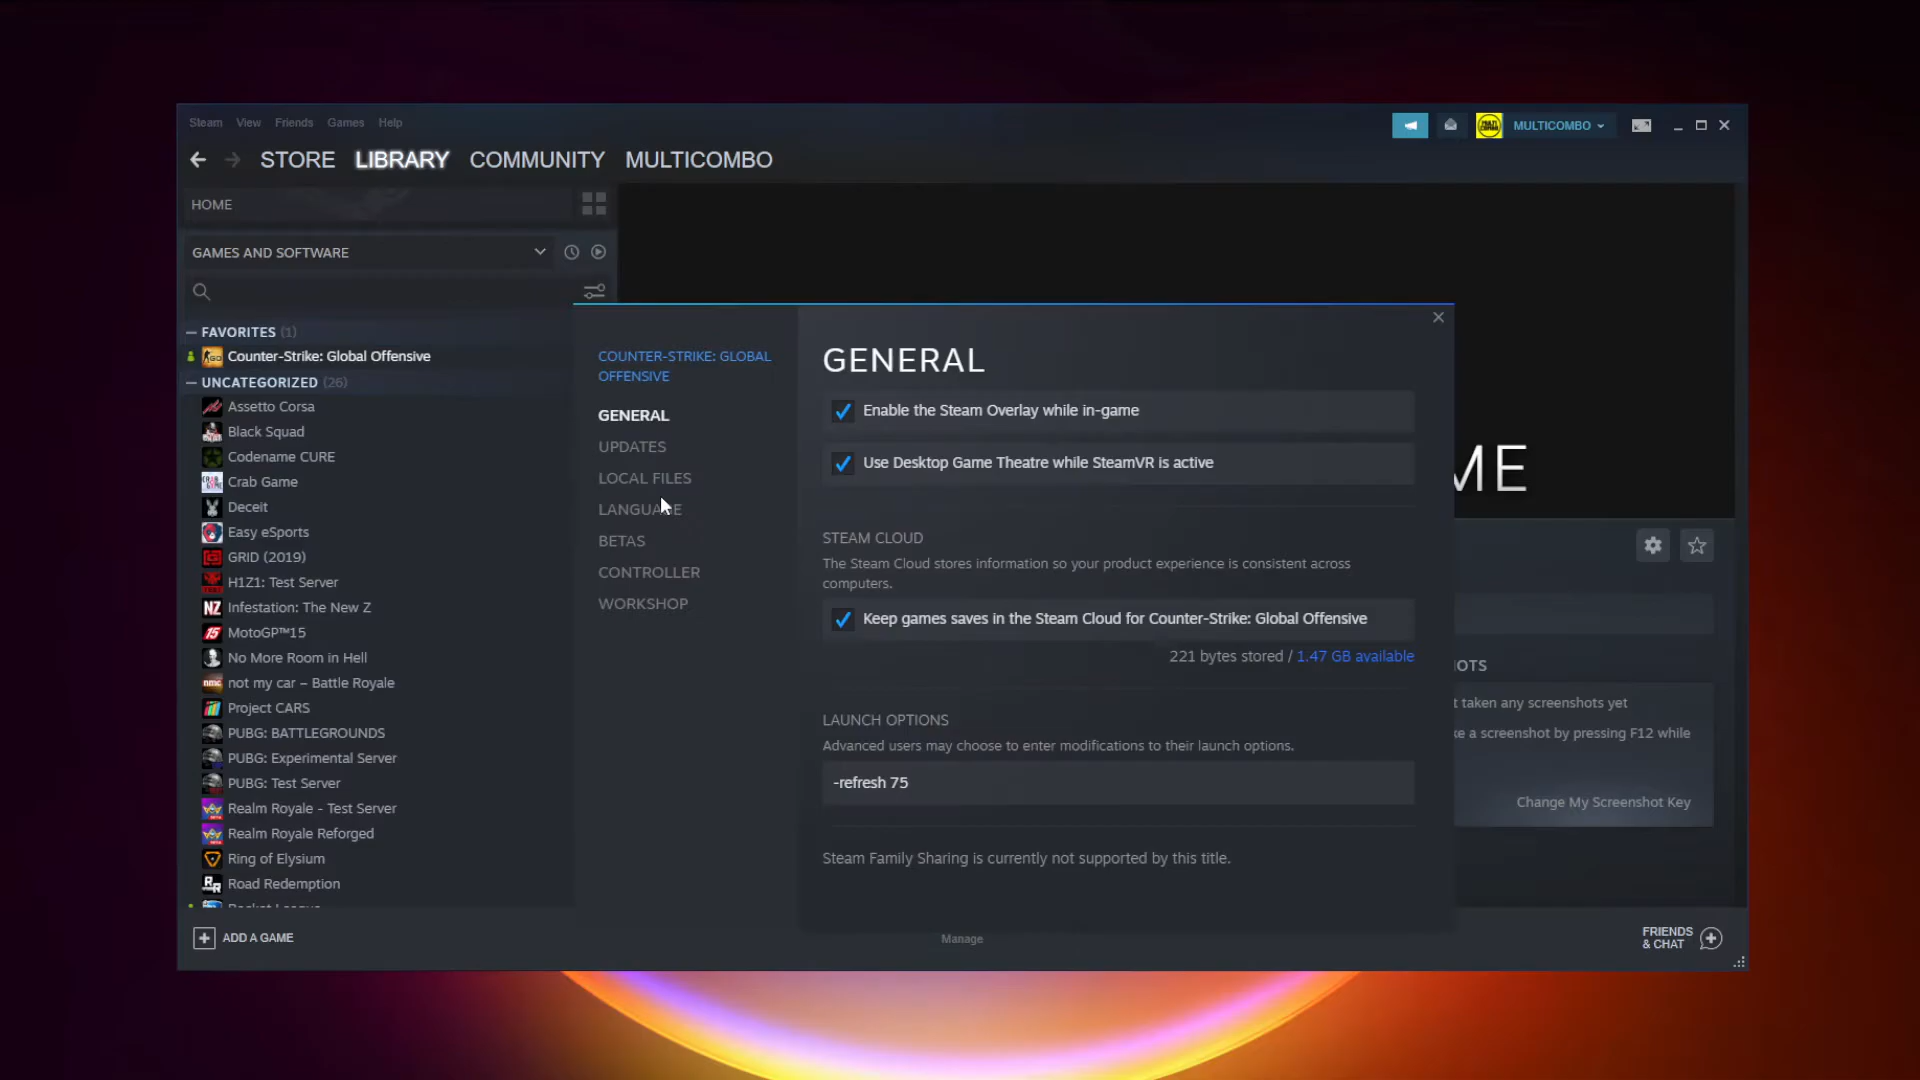 Steam View Friends Games Help
MULTICOMBO
STORE LIBRARY COMMUNITY MULTICOMBO
HOME
GAMES AND SOFTWARE
FAVORITES (1)
Counter-Strike: Global Offensive
UNCATEGORIZED (26)
Assetto Corsa
Black Squad
Codename CURE
Crab Game
Deceit
Easy eSports
GRID (2019)
H1Z1: Test Server
Infestation: The New Z
MotoGP™15
No More Room in Hell
not my car – Battle Royale
Project CARS
PUBG: BATTLEGROUNDS
PUBG: Experimental Server
PUBG: Test Server
Realm Royale - Test Server
Realm Royale Reforged
Ring of Elysium
Road Redemption
ADD A GAME
COUNTER-STRIKE: GLOBAL
OFFENSIVE
GENERAL
UPDATES
LOCAL FILES
LANGUAGE
BETAS
CONTROLLER
WORKSHOP
GENERAL
Enable the Steam Overlay while in-game
Use Desktop Game Theatre while SteamVR is active
STEAM CLOUD
The Steam Cloud stores information so your product experience is consistent across
computers.
Keep games saves in the Steam Cloud for Counter-Strike: Global Offensive
221 bytes stored / 1.47 GB available
LAUNCH OPTIONS
Advanced users may choose to enter modifications to their launch options.
-refresh 75
Steam Family Sharing is currently not supported by this title.
Manage
ME
OTS
t taken any screenshots yet
ke a screenshot by pressing F12 while
Change My Screenshot Key
FRIENDS
& CHAT